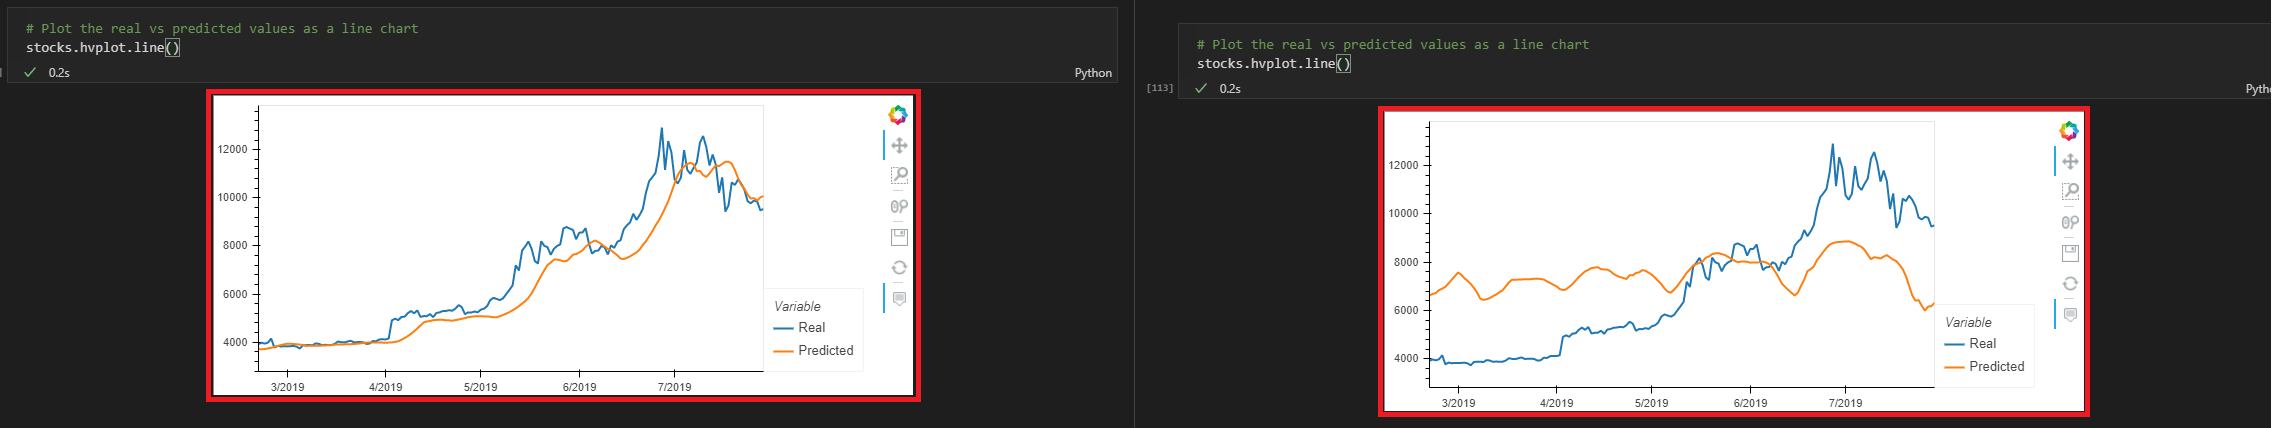 # Plot the real vs predicted values as a line chart
stocks.hvplot.line()
0.2s
Python
12000
10000
8000
6000
4000
3/2019 4/2019 5/2019 6/2019 7/2019
Variable
Real
Predicted
# Plot the real vs predicted values as a line chart
stocks.hvplot.line()
[113]
0.2s
Pytho
12000
10000
8000
6000
4000
3/2019 4/2019 5/2019 6/2019 7/2019
Variable
Real
Predicted